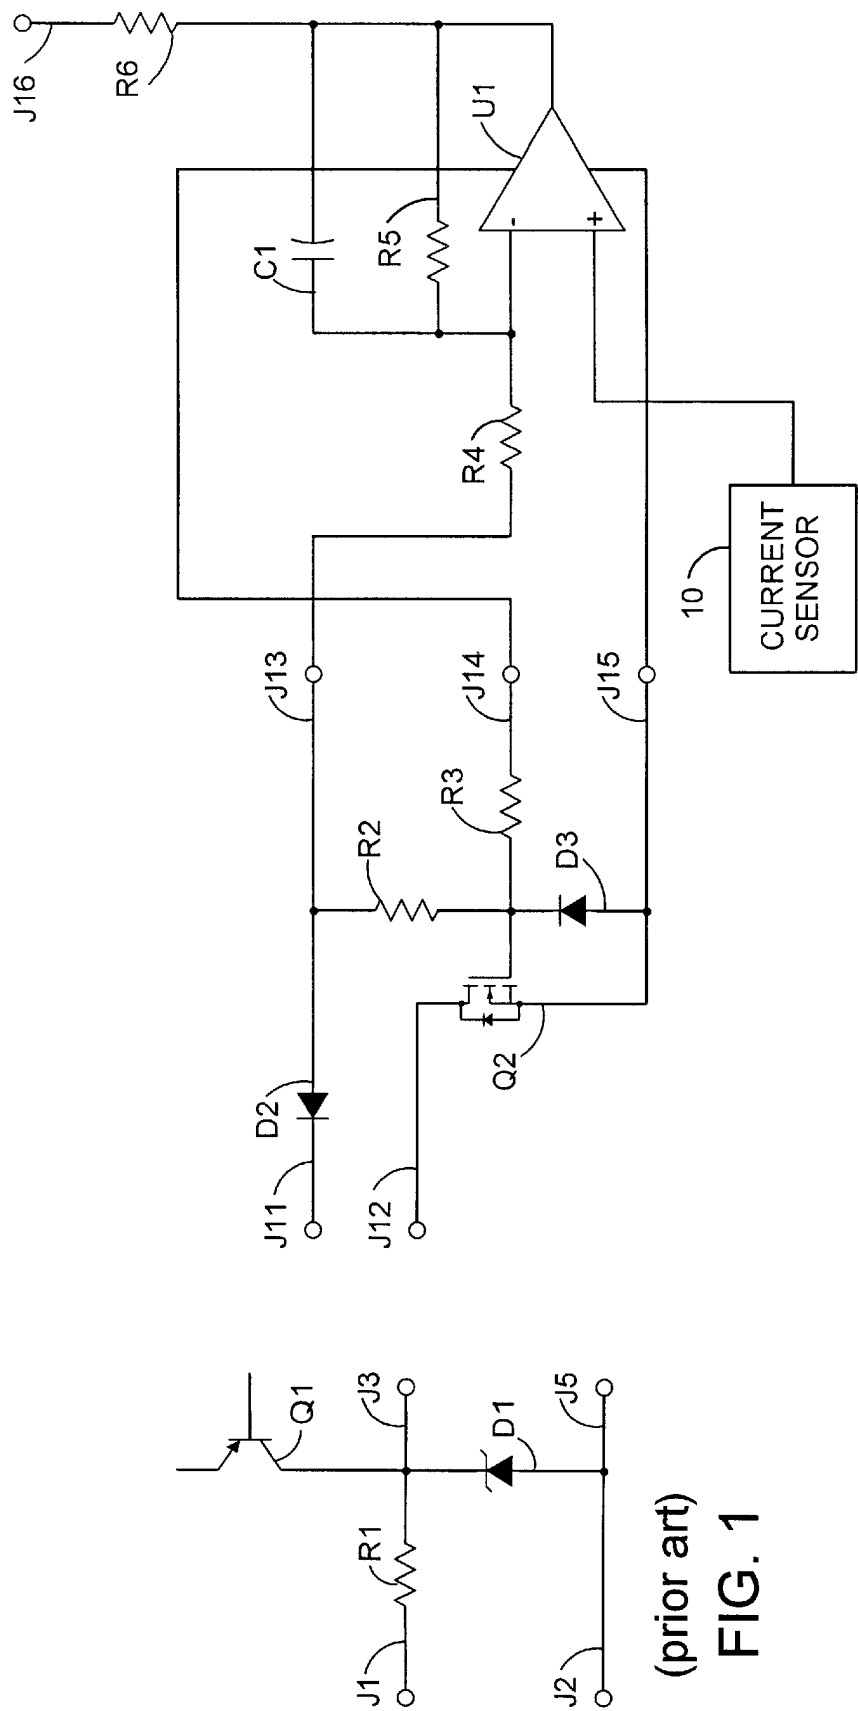 J1
R1
J3
Q1
D1
J2
J5
(prior art)
FIG. 1
J11
D2
J12
Q2
R2
R3
D3
J13
J14
J15
R4
C1
R5
-
+
U1
R6
J16
10
CURRENT
SENSOR